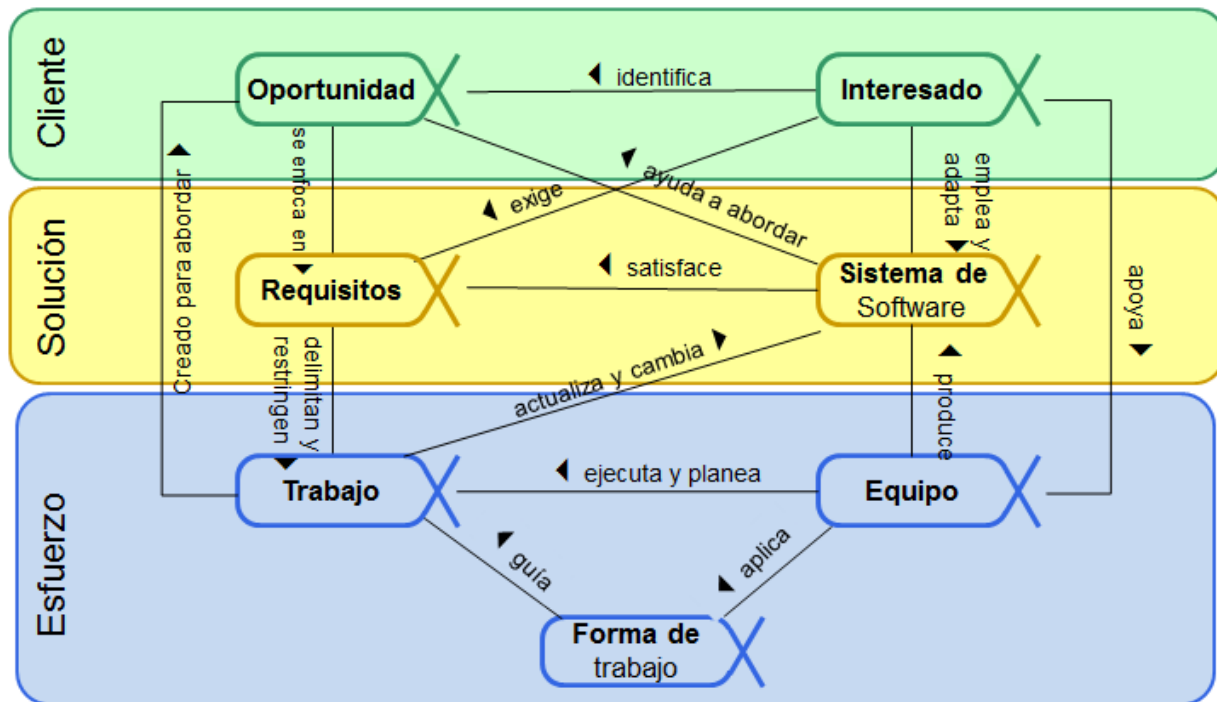 Cliente
Oportunidad
identifica
Interesado
se enfoca en
exige
ayuda a abordar
emplea y
adapta
Creado para abordar
Solución
Requisitos
satisface
Sistema de
Software
apoya
delimitan y
restringen
actualiza y cambia
produce
Esfuerzo
Trabajo
ejecuta y planea
Equipo
guía
aplica
Forma de
trabajo